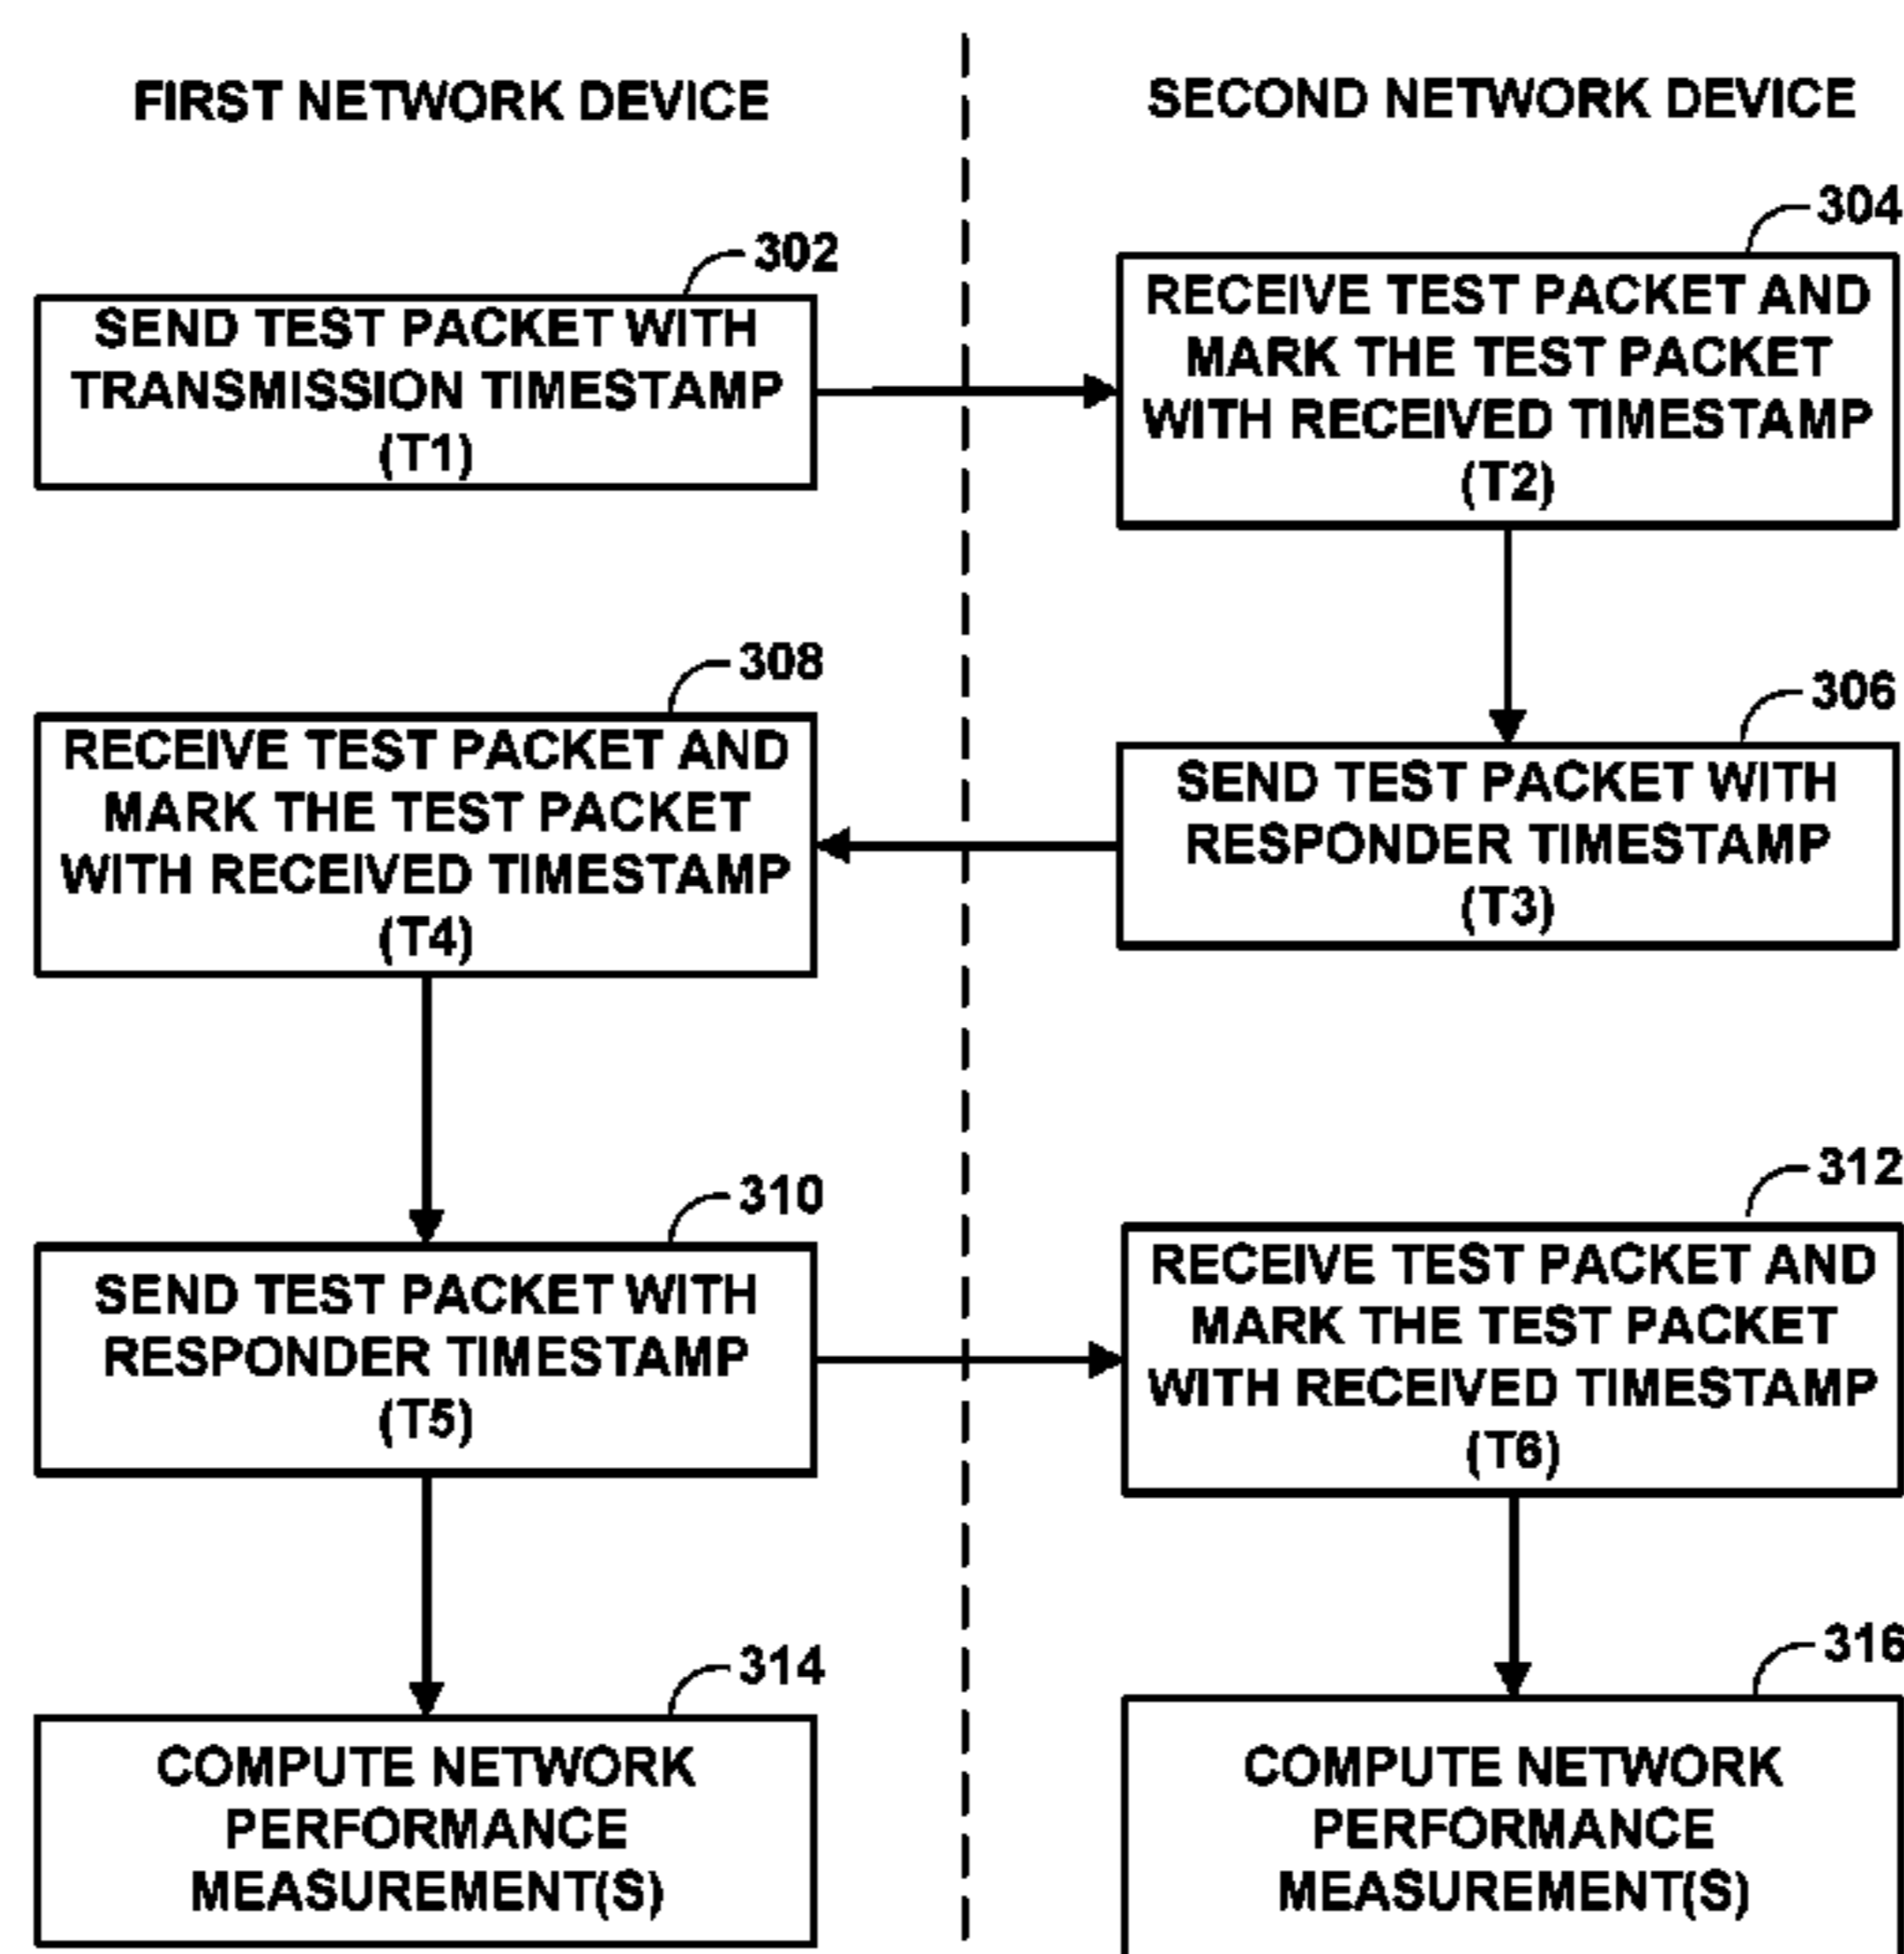 FIRST NETWORK DEVICE
SECOND NETWORK DEVICE
302
SEND TEST PACKET WITH
TRANSMISSION TIMESTAMP
(T1)
304
RECEIVE TEST PACKET AND
MARK THE TEST PACKET
WITH RECEIVED TIMESTAMP
(T2)
306
SEND TEST PACKET WITH
RESPONDER TIMESTAMP
(T3)
308
RECEIVE TEST PACKET AND
MARK THE TEST PACKET
WITH RECEIVED TIMESTAMP
(T4)
310
SEND TEST PACKET WITH
RESPONDER TIMESTAMP
(T5)
312
RECEIVE TEST PACKET AND
MARK THE TEST PACKET
WITH RECEIVED TIMESTAMP
(T6)
314
COMPUTE NETWORK
PERFORMANCE
MEASUREMENT(S)
316
COMPUTE NETWORK
PERFORMANCE
MEASUREMENT(S)